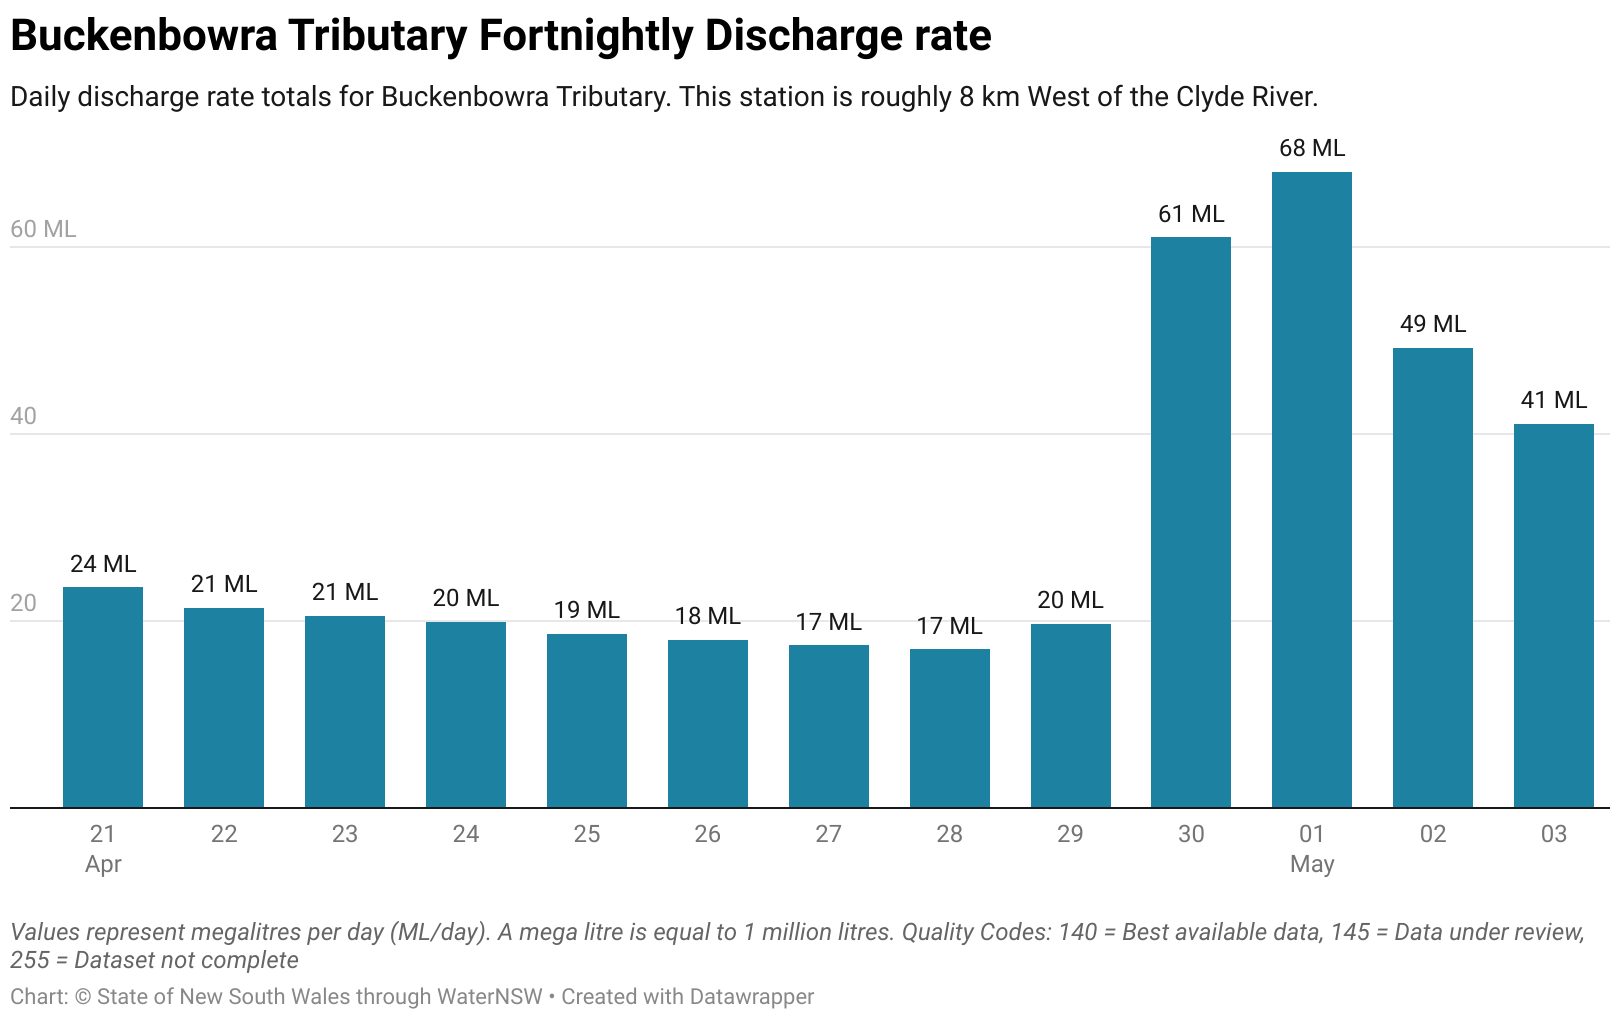 Buckenbowra Tributary Fortnightly Discharge rate
Daily discharge rate totals for Buckenbowra Tributary. This station is roughly 8 km West of the Clyde River.
68 ML
61 ML
60 ML
49 ML
41 ML
40
24 ML
21 ML
21 ML
20 ML
19 ML
18 ML
17 ML
17 ML
20 ML
20
21 22 23 24 25 26 27 28 29 30 01 02 03
Apr May
Values represent megalitres per day (ML/day). A mega litre is equal to 1 million litres. Quality Codes: 140 = Best available data, 145 = Data under review,
255 = Dataset not complete
Chart: © State of New South Wales through WaterNSW • Created with Datawrapper